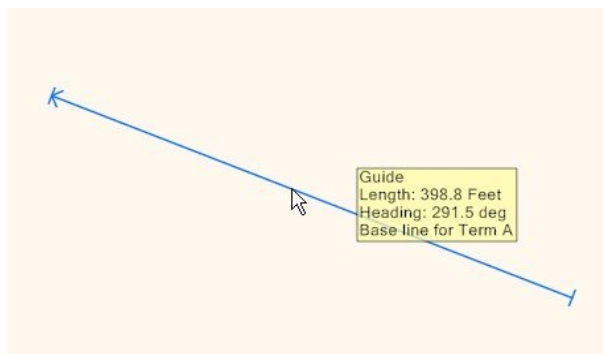 Guide
Length: 398.8 Feet
Heading: 291.5 deg
Base line for Term A